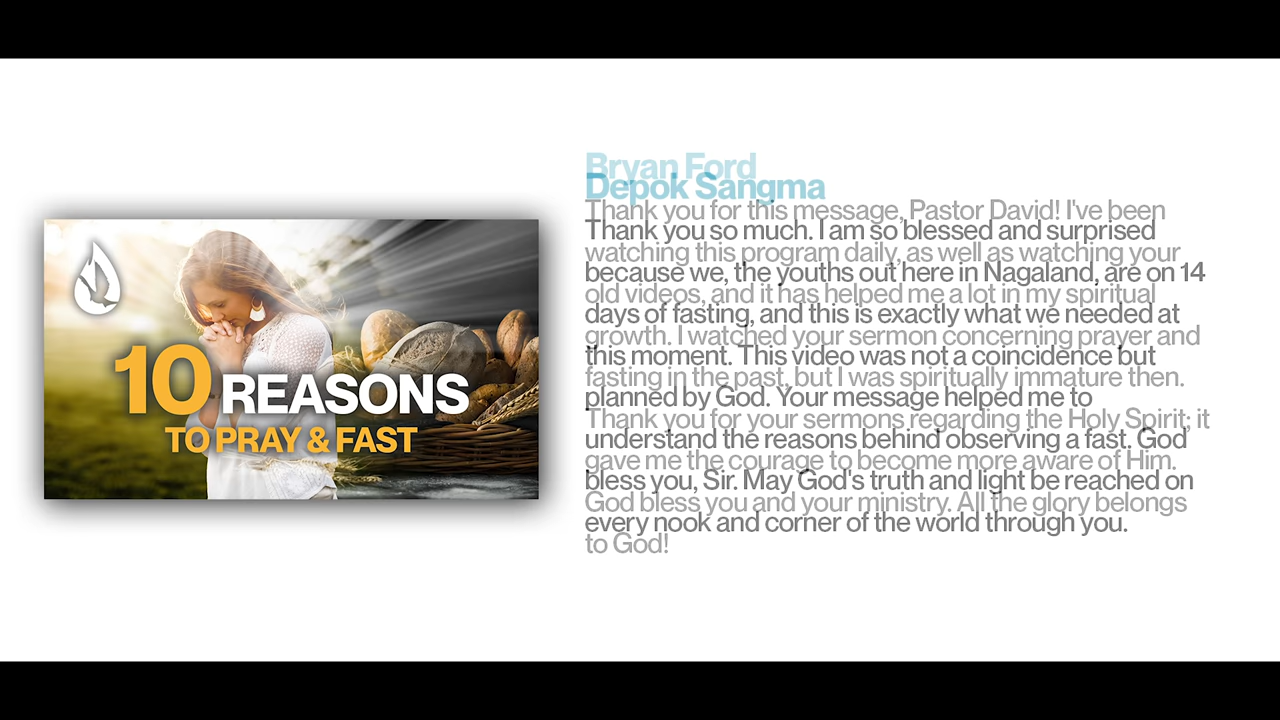 10 REASONS
TO PRAY & FAST
Bryan Ford
Thank you for this message, Pastor David! I've been
watching this program daily, as well as watching your
old videos, and it has helped me a lot in my spiritual
growth. I watched your sermon concerning prayer and
fasting in the past, but I was spiritually immature then.
Thank you for your sermons regarding the Holy Spirit; it
gave me the courage to become more aware of Him.
God bless you and your ministry. All the glory belongs
to God!
Depok Sangma
Thank you so much. I am so blessed and surprised
because we, the youths out here in Nagaland, are on 14
days of fasting, and this is exactly what we needed at
this moment. This video was not a coincidence but
planned by God. Your message helped me to
understand the reasons behind observing a fast. God
bless you, Sir. May God's truth and light be reached on
every nook and corner of the world through you.